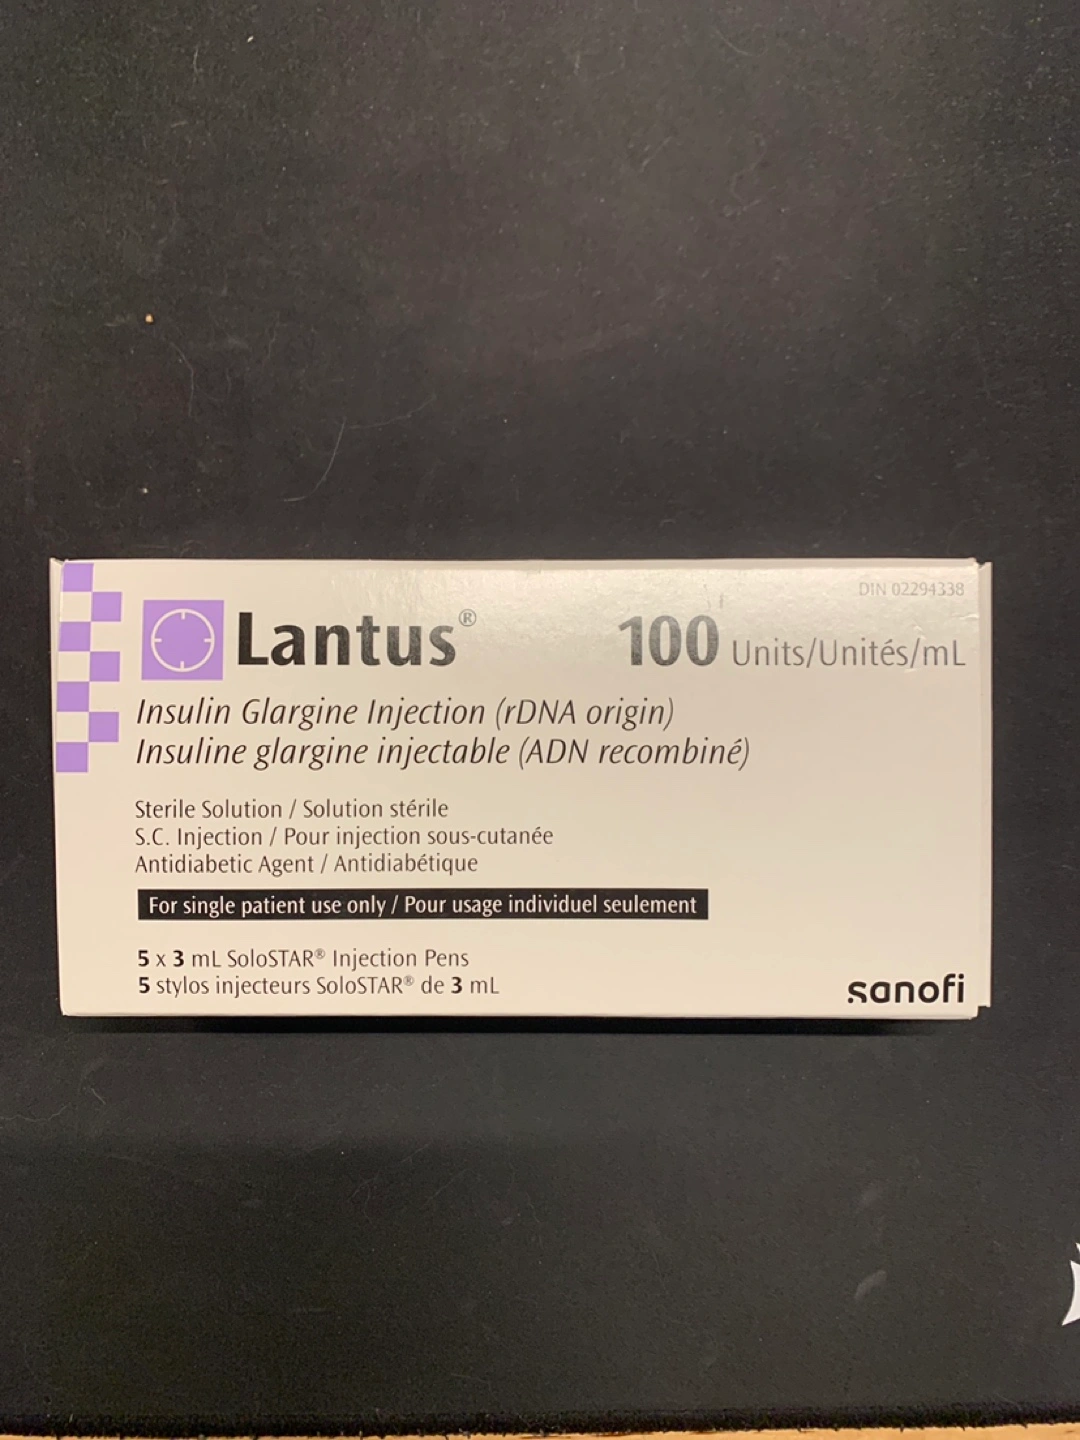 DIN 02294338
Lantus® 100 Units/Unités/mL
Insulin Glargine Injection (rDNA origin)
Insuline glargine injectable (ADN recombiné)
Sterile Solution / Solution stérile
S.C. Injection / Pour injection sous-cutanée
Antidiabetic Agent / Antidiabétique
For single patient use only / Pour usage individuel seulement
5 x 3 mL SoloSTAR® Injection Pens
5 stylos injecteurs SoloSTAR® de 3 mL
sanofi